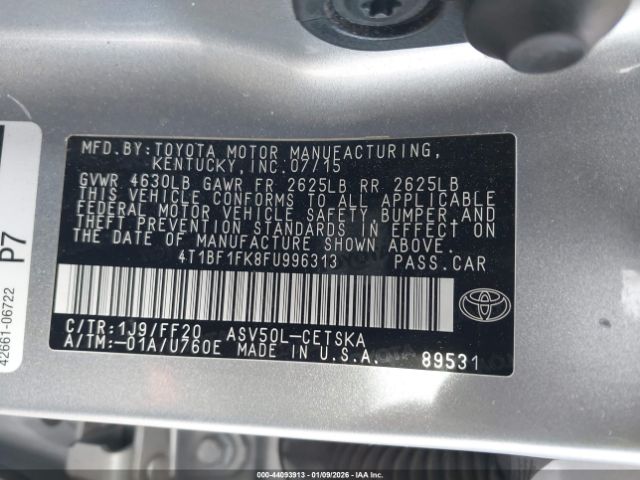 MFD.BY:TOYOTA MOTOR MANUFACTURING,
KENTUCKY, INC. 07/15
GVWR 4630LB GAWR FR 2625LB RR 2625LB
THIS VEHICLE CONFORMS TO ALL APPLICABLE
FEDERAL MOTOR VEHICLE SAFETY, BUMPER, AND
THEFT PREVENTION STANDARDS IN EFFECT ON
THE DATE OF MANUFACTURE SHOWN ABOVE.
4T1BF1FK8FU996313 PASS.CAR
C/TR:1J9/FF20 ASV50L-CETSKA
A/TM:-01A/U760E MADE IN U.S.A.
89531
42661-06722
P7
000-44093913 - 01/09/2026 - IAA, Inc.